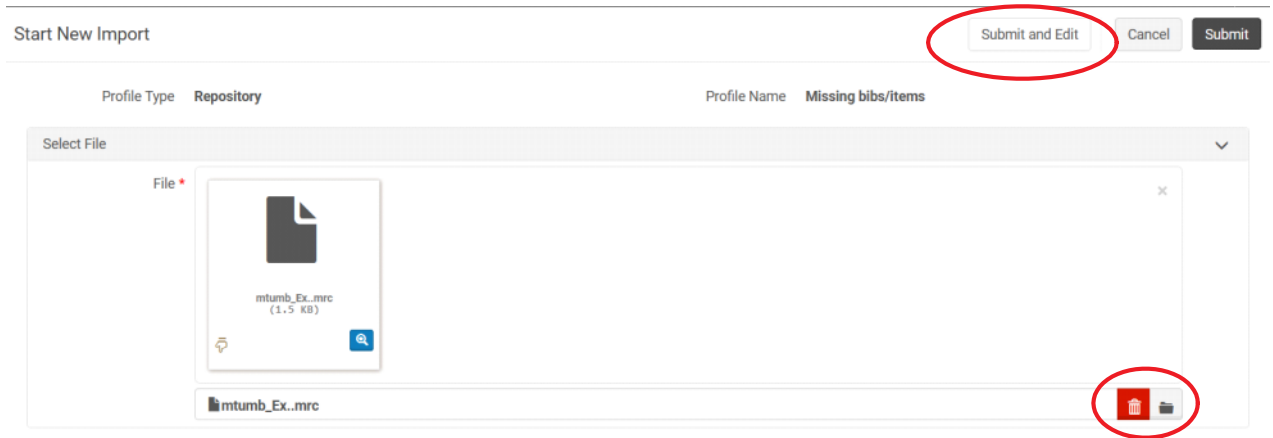 Start New Import
Submit and Edit
Cancel
Submit
Profile Type Repository
Profile Name Missing bibs/items
Select File
File *
mtumb_Ex..mrc
(1.5 KB)
mtumb_Ex..mrc